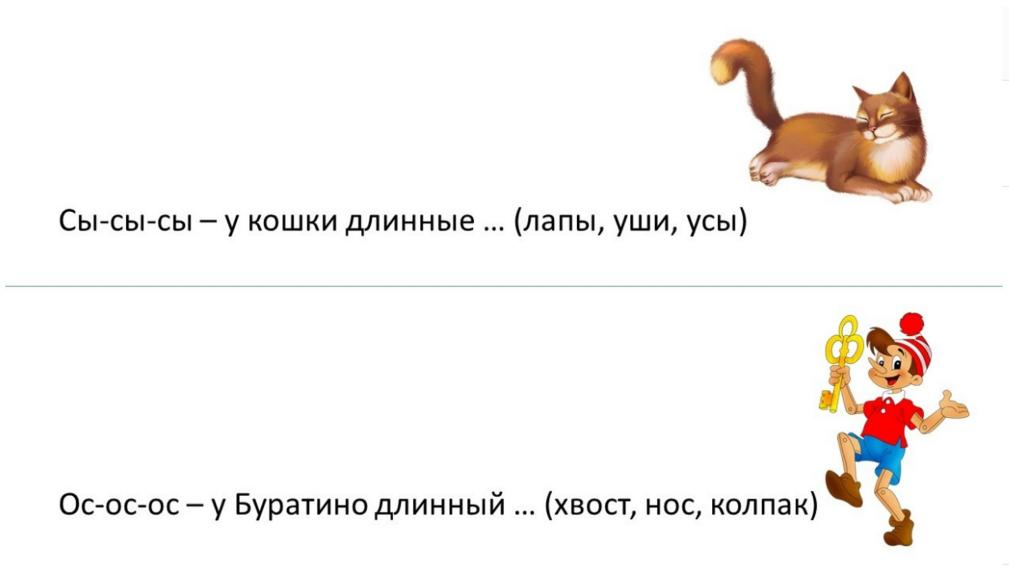 Сы-сы-сы – у кошки длинные ... (лапы, уши, усы)
Ос-ос-ос – у Буратино длинный ... (хвост, нос, колпак)